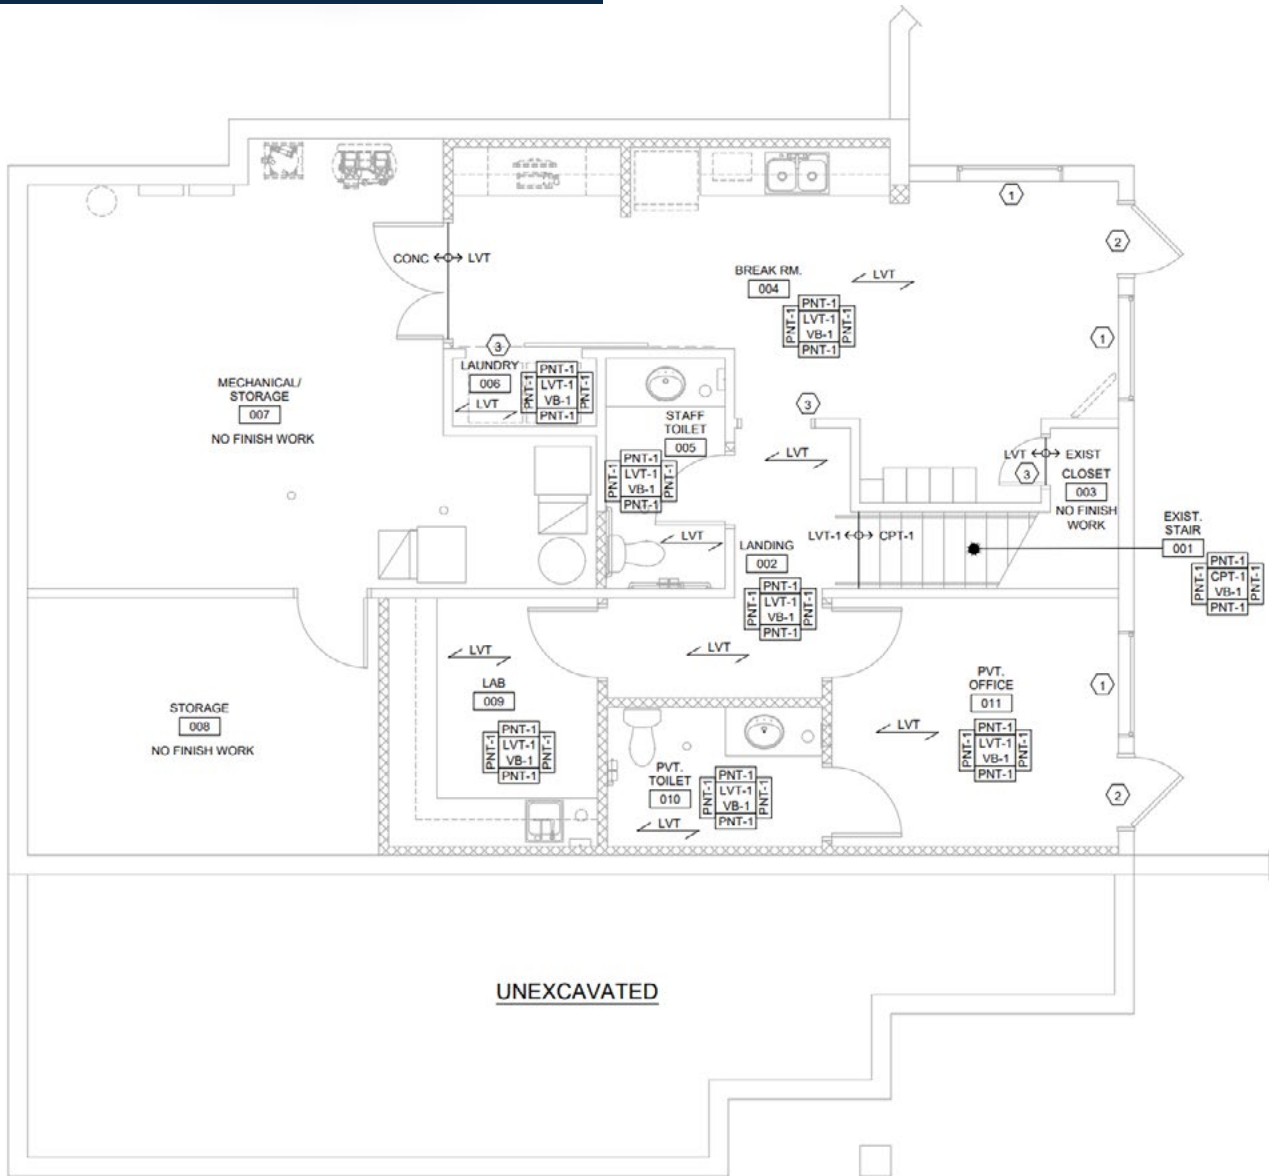 1
2
CONC LVT
BREAK RM.
004
LVT
PNT-1
PNT-1
LVT-1
VB-1
PNT-1
PNT-1
1
3
LAUNDRY
006
LVT
PNT-1
PNT-1
LVT-1
VB-1
PNT-1
PNT-1
MECHANICAL/
STORAGE
007
NO FINISH WORK
STAFF
TOILET
005
PNT-1
PNT-1
LVT-1
VB-1
PNT-1
PNT-1
LVT
3
LVT
LVT EXIST
3
CLOSET
003
NO FINISH
WORK
LVT-1 CPT-1
EXIST.
STAIR
001
PNT-1
PNT-1
CPT-1
VB-1
PNT-1
PNT-1
LANDING
002
PNT-1
PNT-1
LVT-1
VB-1
PNT-1
PNT-1
LVT
LVT
LAB
009
PNT-1
PNT-1
LVT-1
VB-1
PNT-1
PNT-1
STORAGE
008
NO FINISH WORK
PVT.
OFFICE
011
LVT
PNT-1
PNT-1
LVT-1
VB-1
PNT-1
PNT-1
1
2
PVT.
TOILET
010
LVT
PNT-1
PNT-1
LVT-1
VB-1
PNT-1
PNT-1
UNEXCAVATED